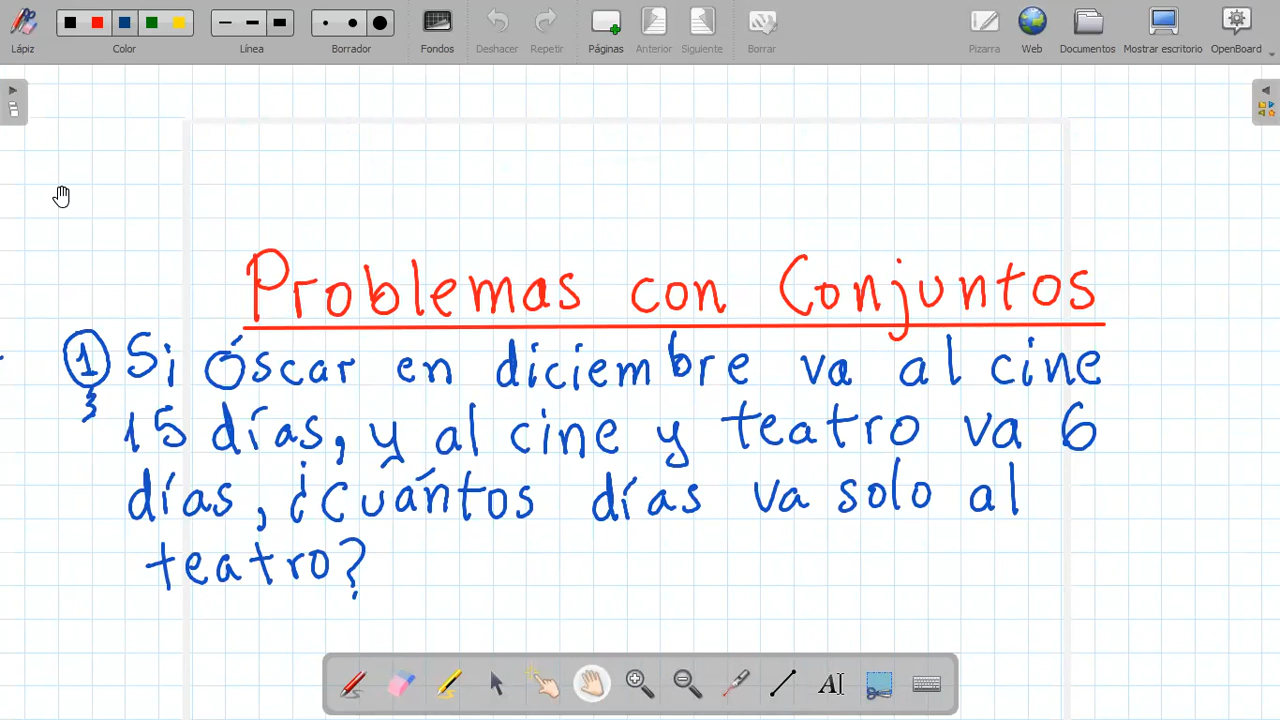 Lápiz
Color
Línea
Borrador
Fondos
Deshacer
Repetir
Páginas
Anterior
Siguiente
Borrar
Pizarra
Web
Documentos
Mostrar escritorio
OpenBoard
Problemas con Conjuntos
1 Si Óscar en diciembre va al cine
15 días, y al cine y teatro va 6
días, ¿Cuántos días va solo al
teatro?
AI